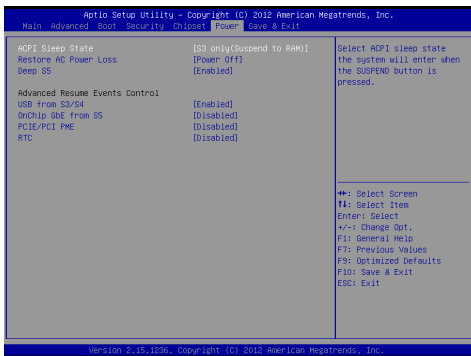 Aptio Setup Utility – Copyright (C) 2012 American Megatrends, Inc.
Main Advanced Boot Security Chipset Power Save & Exit
ACPI Sleep State [S3 only(Suspend to RAM)]
Restore AC Power Loss [Power Off]
Deep S5 [Enabled]
Advanced Resume Events Control
USB from S3/S4 [Enabled]
OnChip GbE from S5 [Disabled]
PCIE/PCI PME [Disabled]
RTC [Disabled]
Select ACPI sleep state
the system will enter when
the SUSPEND button is
pressed.
↔: Select Screen
↑↓: Select Item
Enter: Select
+/-: Change Opt.
F1: General Help
F7: Previous Values
F9: Optimized Defaults
F10: Save & Exit
ESC: Exit
Version 2.15.1236. Copyright (C) 2012 American Megatrends, Inc.